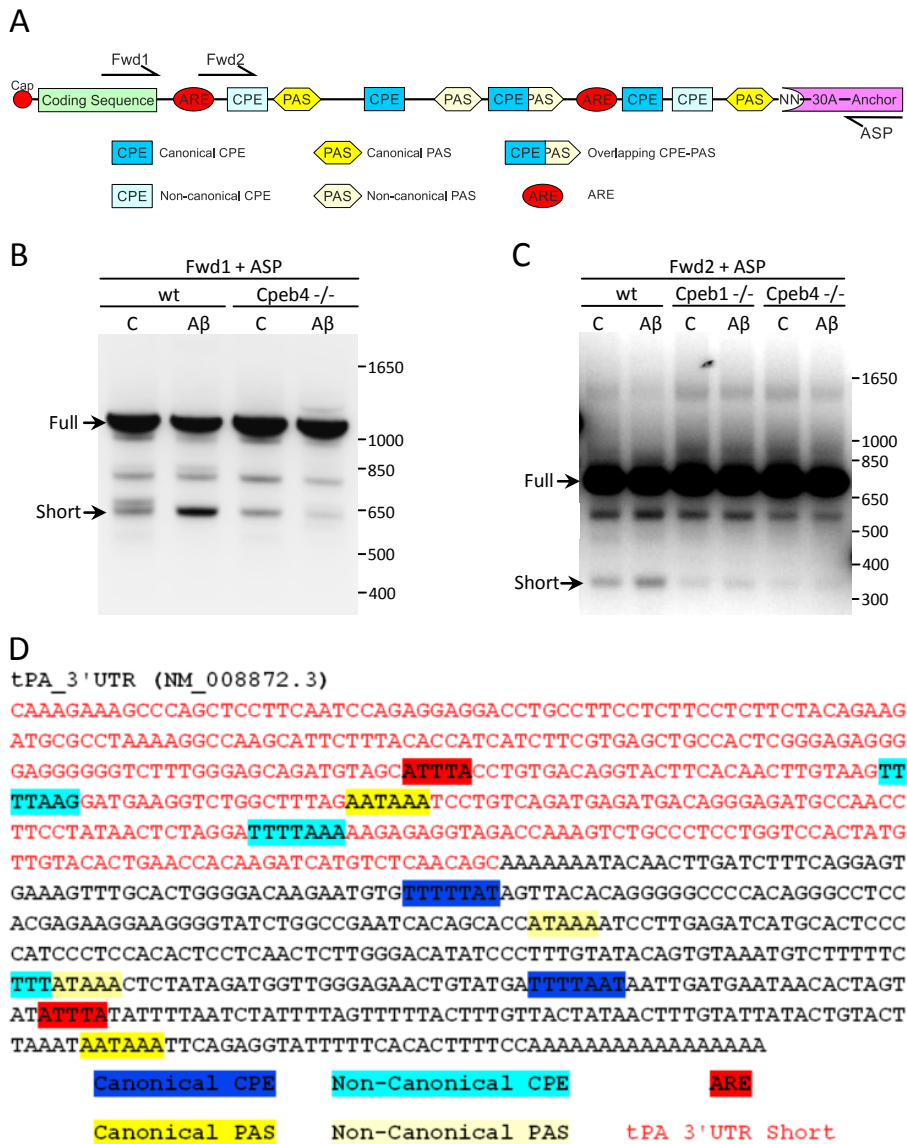 A
Fwd1 Fwd2
Cap
Coding Sequence ARE CPE PAS CPE PAS CPE PAS ARE CPE CPE PAS NN 30A Anchor
ASP
CPE Canonical CPE PAS Canonical PAS CPE PAS Overlapping CPE-PAS
CPE Non-canonical CPE PAS Non-canonical PAS ARE ARE
B
Fwd1 + ASP
wt Cpeb4 -/-
C Aβ C Aβ
1650
Full
1000
850
Short 650
500
400
C
Fwd2 + ASP
wt Cpeb1 -/- Cpeb4 -/-
C Aβ C Aβ C Aβ
1650
1000
850
Full
650
500
400
Short
300
D
tPA_3'UTR (NM_008872.3)
CAAAGAAAGCCCAGCTCCTTCAATCCAGAGGAGGACCTGCCTTCCTCTTCCTCTTCTACAGAAG
ATGCGCCTAAAAGGCCAAGCATTCTTTACACCATCATCTTCGTGAGCTGCCACTCGGGAGAGGG
GAGGGGGGTCTTTGGGAGCAGATGTAGCATTTTACCTGTGACAGGTACTTCACAACTTGTAAGTT
TTAAGGATGAAGGTCTGGCTTTAGAATAAATCCTGTCAGATGAGATGACAGGAGATGCCAACC
TTCCTATAACTCTAGGATTTTAAAAAGAGAGGTAGACCAAAGTCTGCCCTCCTGGTCCACTATG
TTGTACACTGAACCACAAGATCATGTCTCAACAGCAAAAAAATACAACTTGATCTTTCAGGAGT
GAAAGTTTGCACTGGGGACAAGAATGTGTTTTTATAGTTACACAGGGGGCCCCACAGGGCCTCC
ACGAGAAGGAAGGGGTATCTGGCCGAATCACAGCACCATAAAATCCTTGAGATCATGCACTCCC
CATCCCTCCACACTCCTCAACTCTTGGGACATATCCCTTTGTATACAGTGTAAATGTCTTTTTC
TTTATAAACTCTATAGATGGTTGGGAGAACTGTATGATTTTAATAATTGATGAATAACACTAGT
ATATTTATATTTTAATCTATTTTAGTTTTTACTTTGTTACTATAACTTTGTATTATACTGTACT
TAAATAATAAATTCAGAGGTATTTTTCACACTTTTCCAAAAAAAAAAAAAAAAA
Canonical CPE Non-Canonical CPE ARE
Canonical PAS Non-Canonical PAS tPA 3'UTR Short